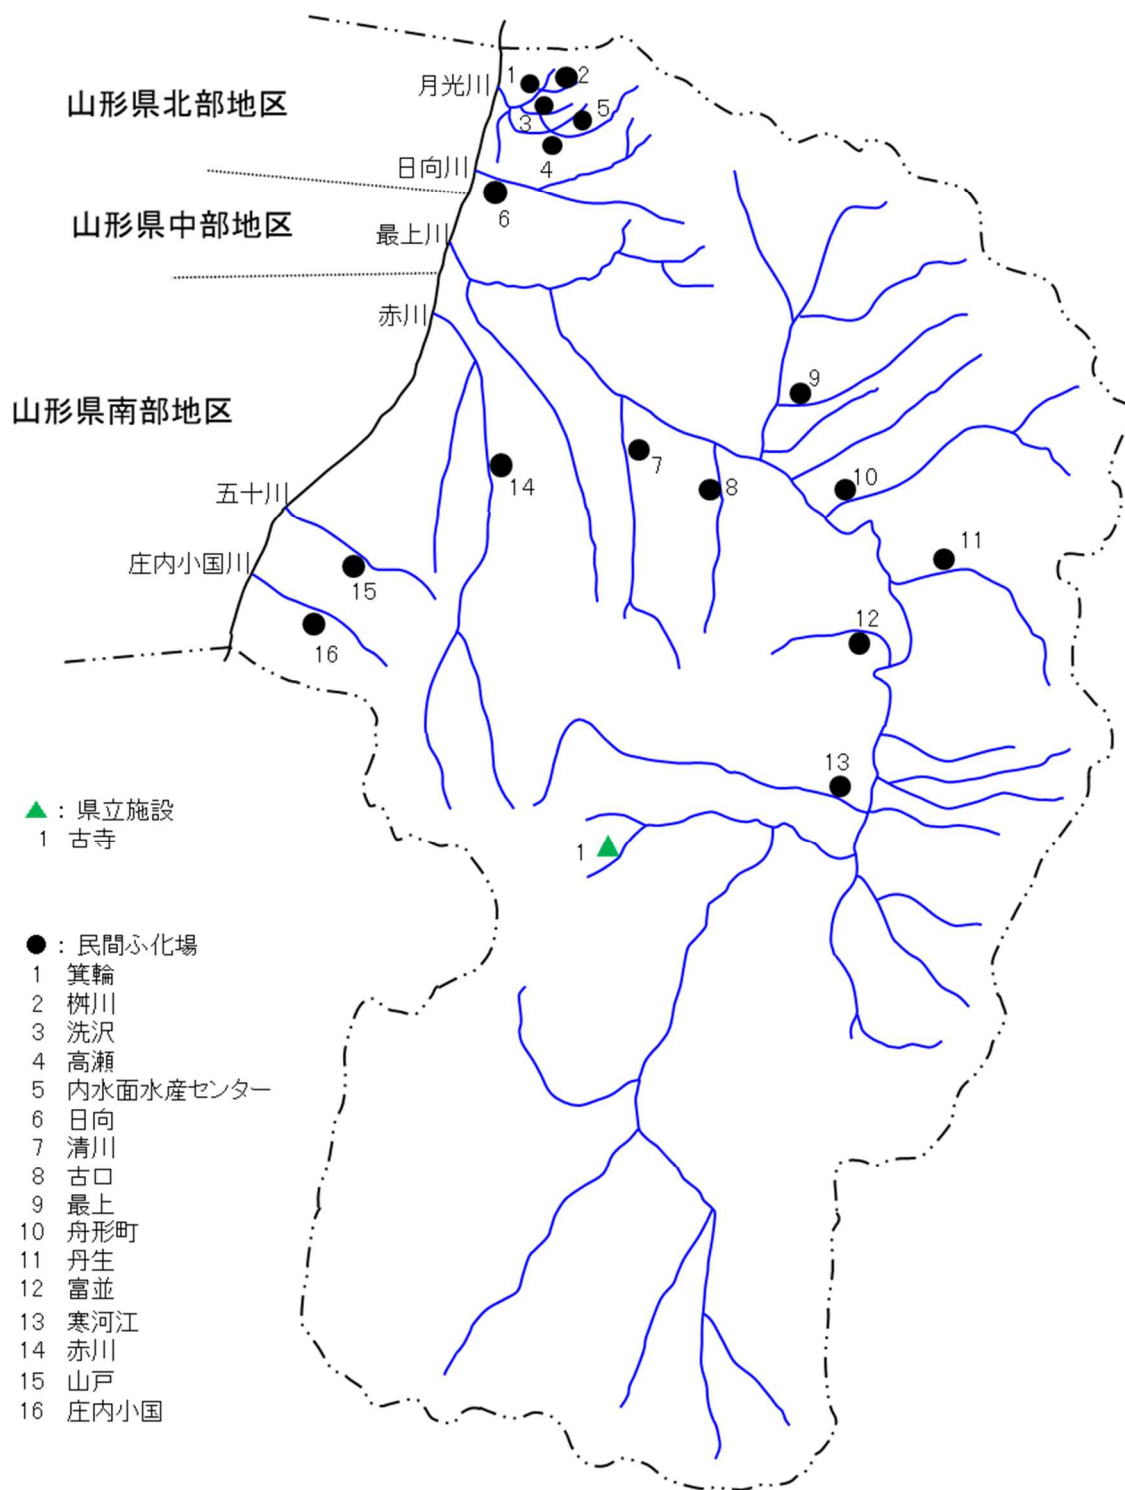 1
2
月光川
山形県北部地区
3
5
4
日向川
6
山形県中部地区
最上川
赤川
山形県南部地区
9
7
8
10
14
五十川
11
庄内小国川
15
12
16
13
▲：県立施設
1 古寺
1
●：民間ふ化場
1 箕輪
2 桝川
3 洗沢
4 高瀬
5 内水面水産センター
6 日向
7 清川
8 古口
9 最上
10 舟形町
11 丹生
12 富並
13 寒河江
14 赤川
15 山戸
16 庄内小国